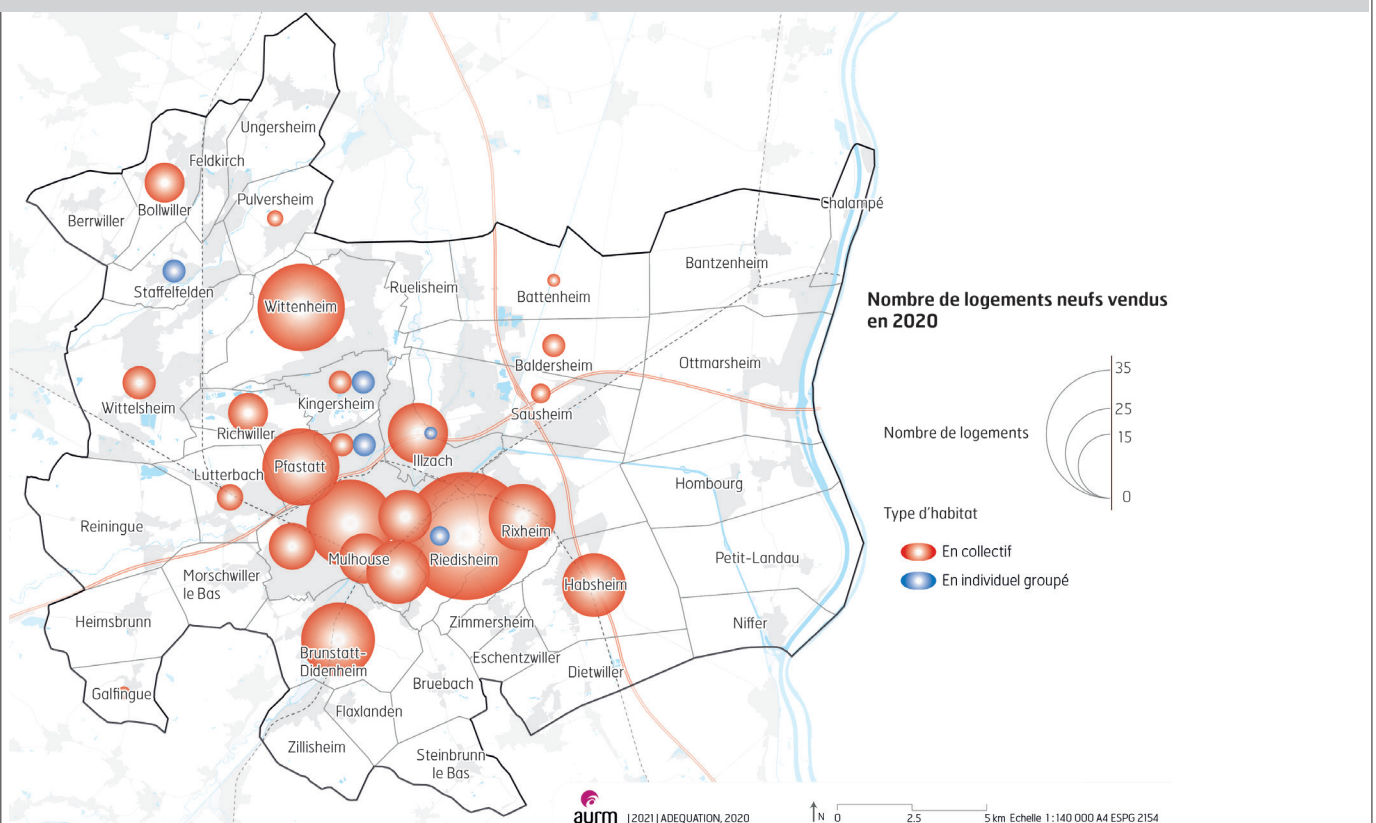 Ungersheim
Feldkirch
Bollwiller
Berrwiller
Pulversheim
Staffelfelden
Chalampé
Bantzenheim
Ruelisheim
Battenheim
Wittenheim
Nombre de logements neufs vendus
en 2020
Ottmarsheim
Baldersheim
Wittelsheim
Kingersheim
Sausheim
Richwiller
Illzach
Pfastatt
Lutterbach
Hombourg
Reiningue
Rixheim
Mulhouse
Riedisheim
Petit-Landau
Morschwiller
le Bas
Habsheim
Heimsbrunn
Zimmersheim
Niffer
Brunstatt-
Didenheim
Eschentzwiller
Dietwiller
Galfingue
Bruebach
Flaxlanden
Zillisheim
Steinbrunn
le Bas
35
25
Nombre de logements
15
0
Type d'habitat
En collectif
En individuel groupé
aurm | 2021 | ADEQUATION, 2020
N 0 2.5 5 km Echelle 1 : 140 000 A4 ESPG 2154